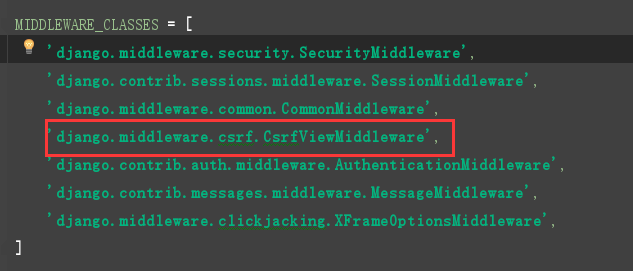 MIDDLEWARE_CLASSES = [
'django.middleware.security.SecurityMiddleware',
'django.contrib.sessions.middleware.SessionMiddleware',
'django.middleware.common.CommonMiddleware',
'django.middleware.csrf.CsrfViewMiddleware',
'django.contrib.auth.middleware.AuthenticationMiddleware',
'django.contrib.messages.middleware.MessageMiddleware',
'django.middleware.clickjacking.XFrameOptionsMiddleware',
]